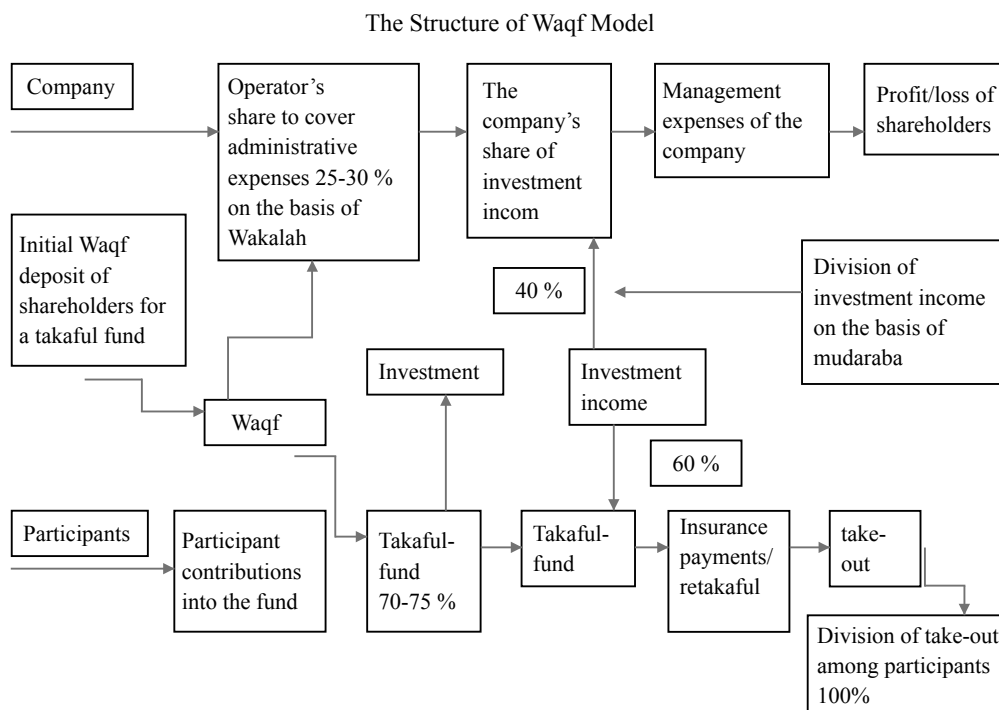 The Structure of Waqf Model
Company
Operator’s
share to cover
administrative
expenses 25-30 %
on the basis of
Wakalah
The
company’s
share of
investment
incom
Management
expenses of the
company
Profit/loss of
shareholders
Initial Waqf
deposit of
shareholders for
a takaful fund
40 %
Division of
investment income
on the basis of
mudaraba
Investment
Investment
income
Waqf
60 %
Participants
Participant
contributions
into the fund
Takaful-
fund
70-75 %
Takaful-
fund
Insurance
payments/
retakaful
take-
out
Division of take-out
among participants
100%